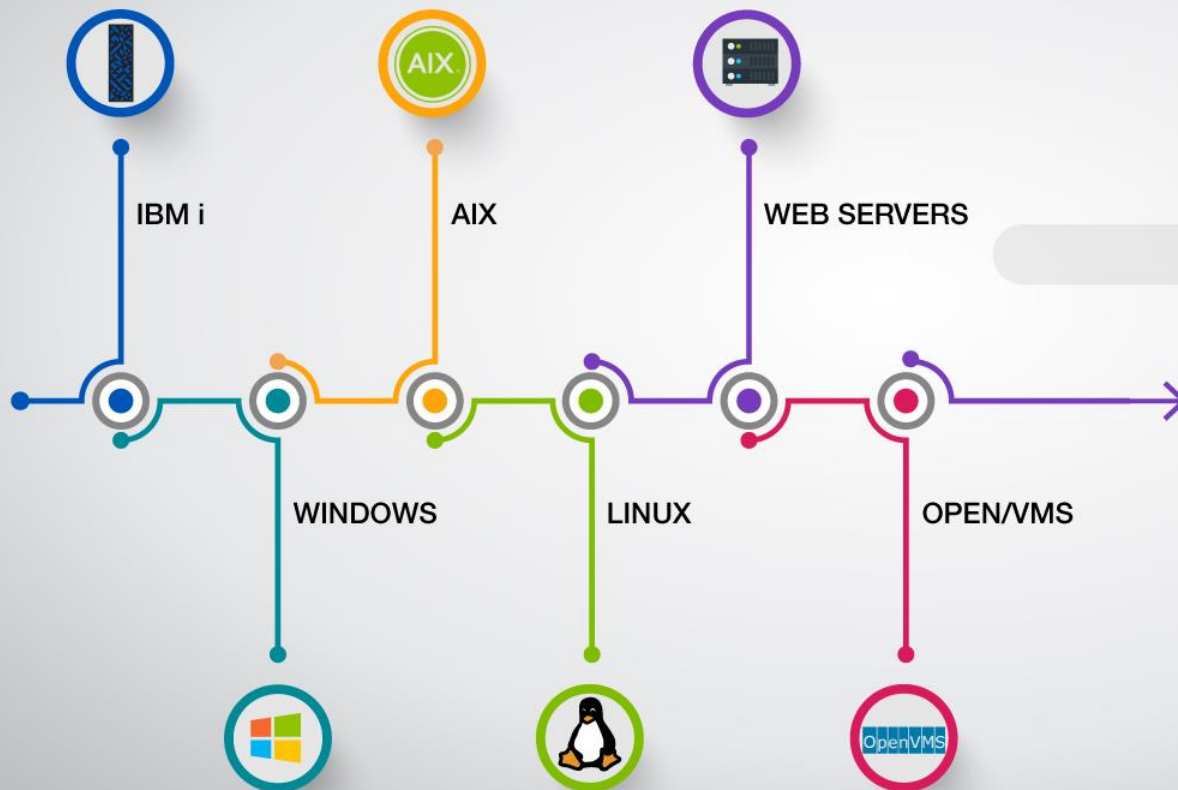 AIX
IBM i
AIX
WEB SERVERS
WINDOWS
LINUX
OPEN/VMS
OpenVMS